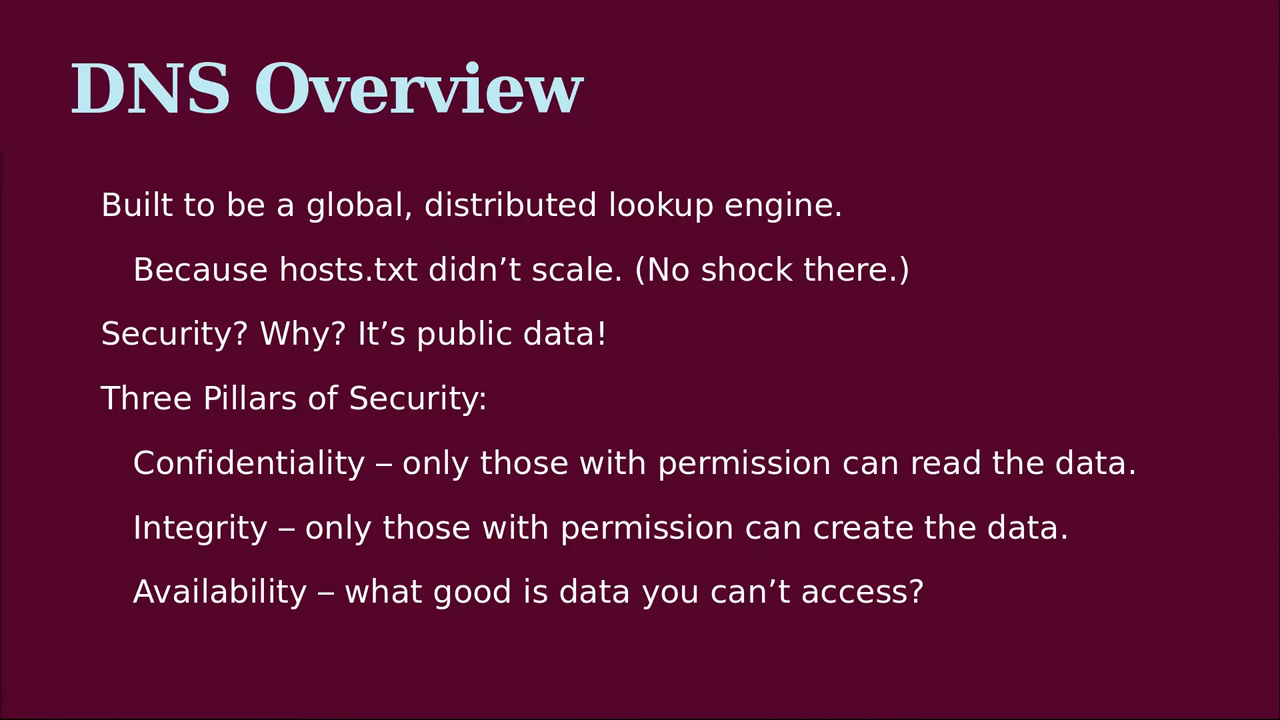 DNS Overview
Built to be a global, distributed lookup engine.
Because hosts.txt didn’t scale. (No shock there.)
Security? Why? It’s public data!
Three Pillars of Security:
Confidentiality – only those with permission can read the data.
Integrity – only those with permission can create the data.
Availability – what good is data you can’t access?